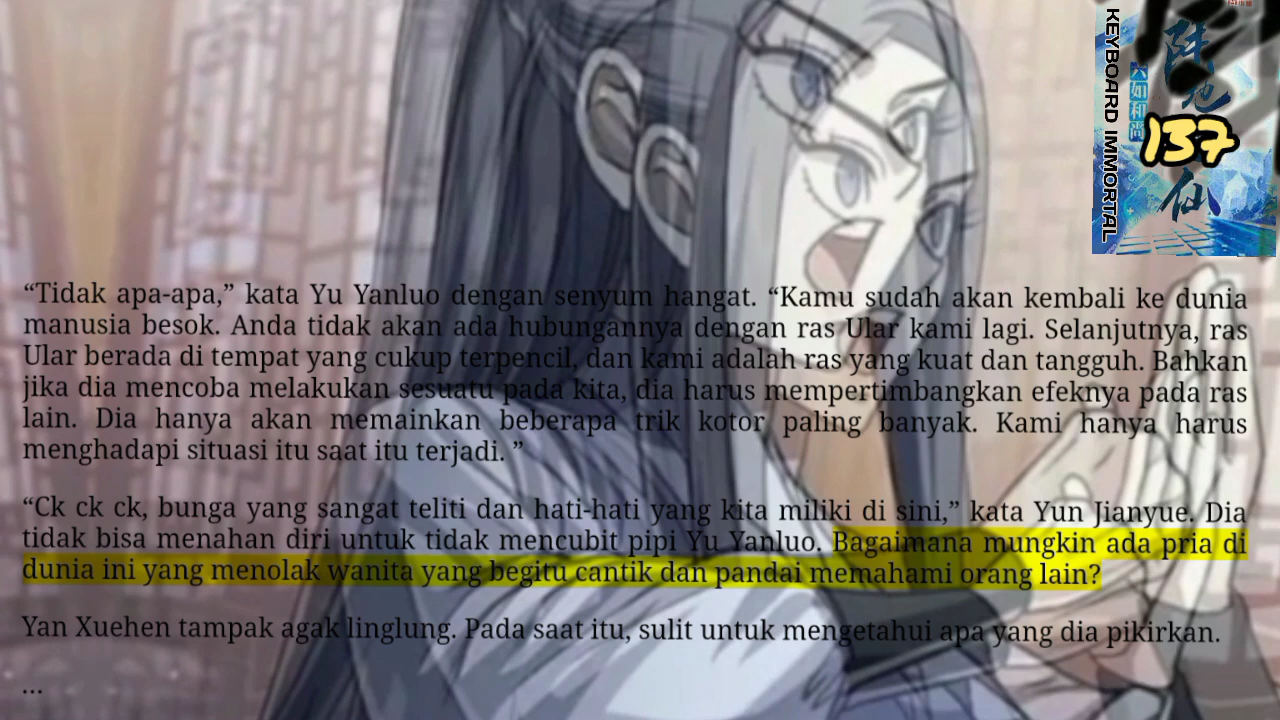 KEYBOARD IMMORTAL
陆地
仙
六如和尚
137
“Tidak apa-apa,” kata Yu Yanluo dengan senyum hangat. “Kamu sudah akan kembali ke dunia
manusia besok. Anda tidak akan ada hubungannya dengan ras Ular kami lagi. Selanjutnya, ras
Ular berada di tempat yang cukup terpencil, dan kami adalah ras yang kuat dan tangguh. Bahkan
jika dia mencoba melakukan sesuatu pada kita, dia harus mempertimbangkan efeknya pada ras
lain. Dia hanya akan memainkan beberapa trik kotor paling banyak. Kami hanya harus
menghadapi situasi itu saat itu terjadi. ”
“Ck ck ck, bunga yang sangat teliti dan hati-hati yang kita miliki di sini,” kata Yun Jianyue. Dia
tidak bisa menahan diri untuk tidak mencubit pipi Yu Yanluo. Bagaimana mungkin ada pria di
dunia ini yang menolak wanita yang begitu cantik dan pandai memahami orang lain?
Yan Xuehen tampak agak linglung. Pada saat itu, sulit untuk mengetahui apa yang dia pikirkan.
...